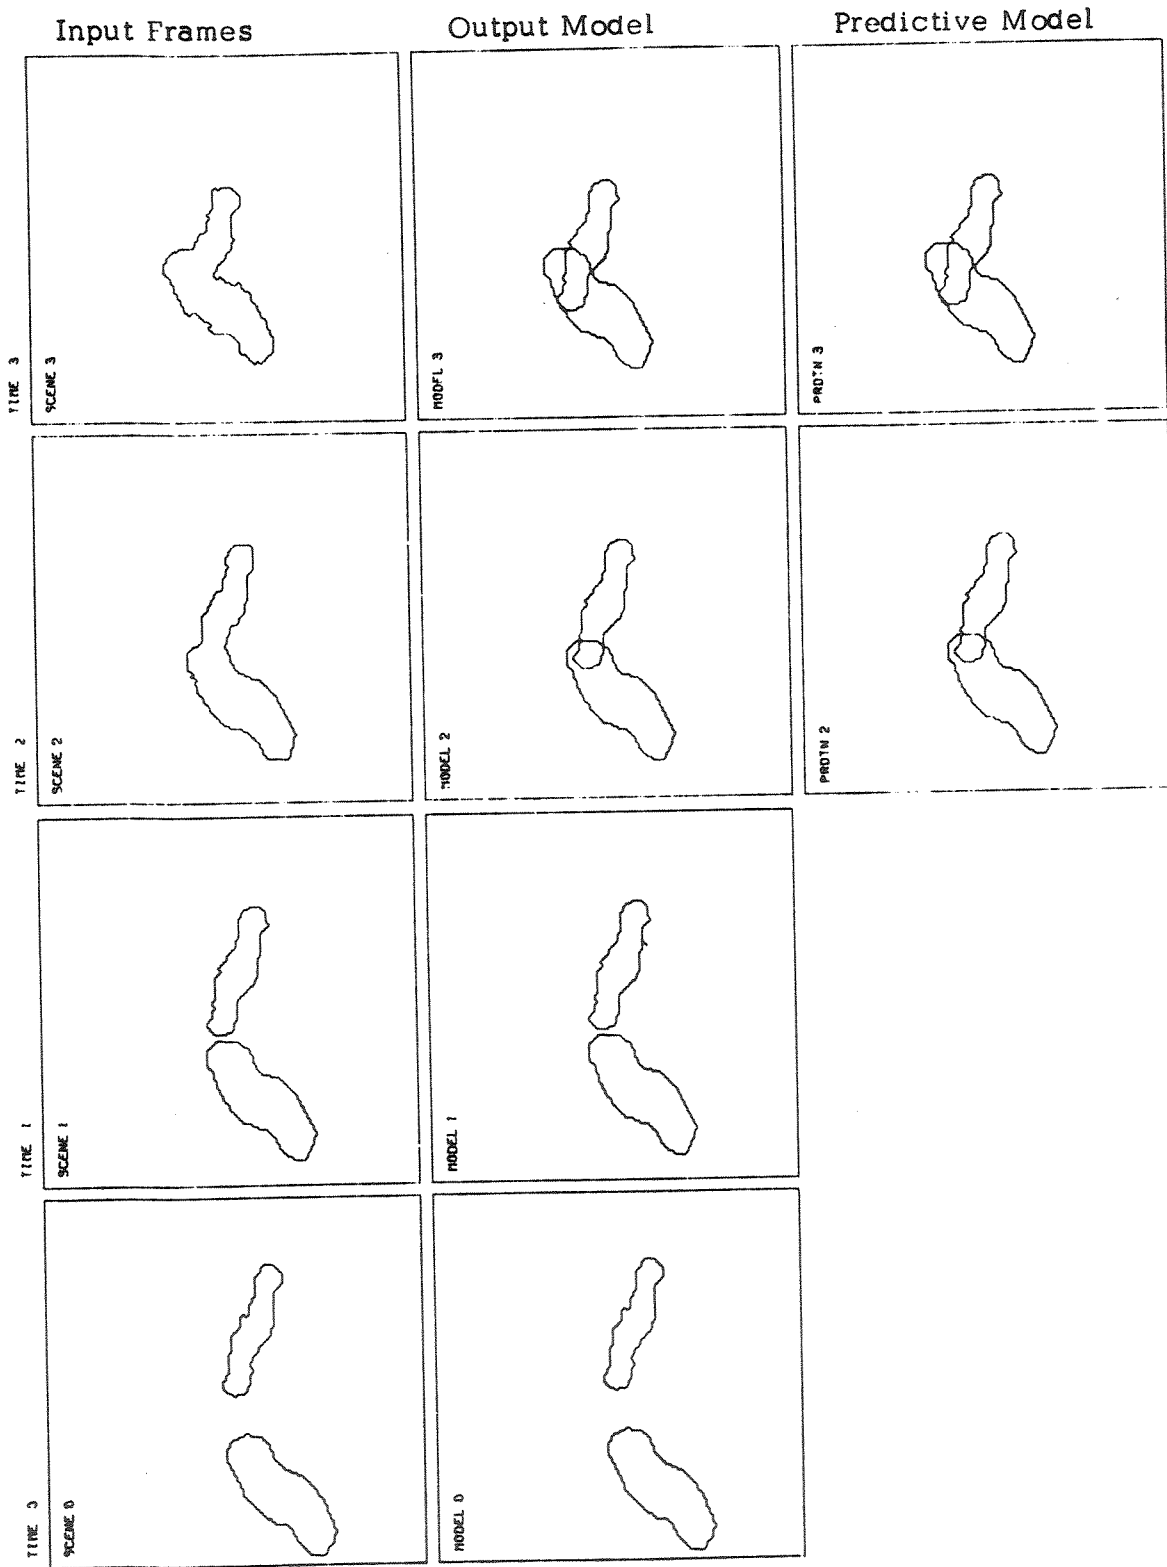 Input Frames
Output Model
Predictive Model
TIME 3
SCENE 3
MODEL 3
PRDTN 3
TIME 2
SCENE 2
MODEL 2
PRDTN 2
TIME 1
SCENE 1
MODEL 1
TIME 0
SCENE 0
MODEL 0